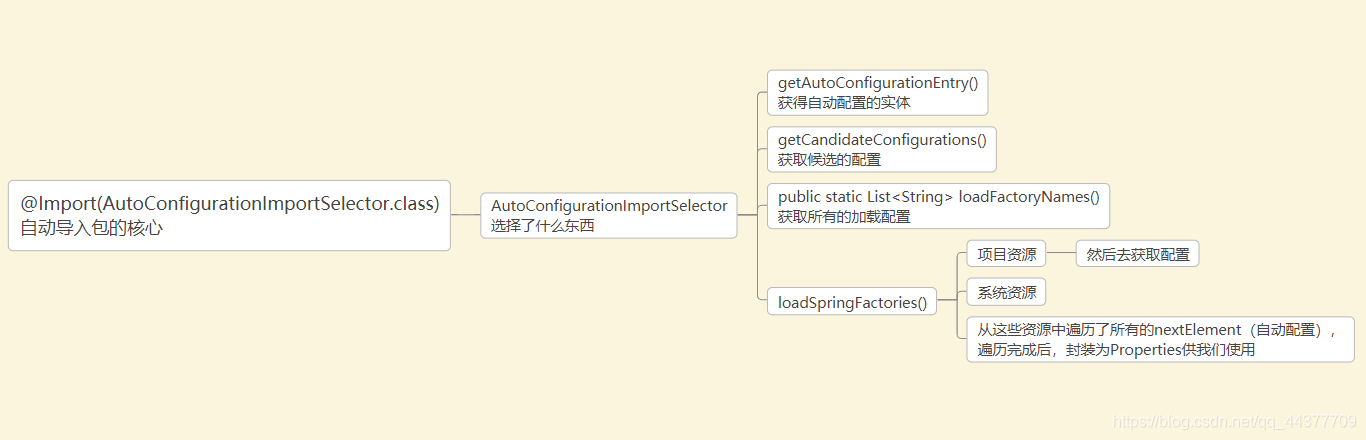 @Import(AutoConfigurationImportSelector.class)
自动导入包的核心
AutoConfigurationImportSelector
选择了什么东西
getAutoConfigurationEntry()
获得自动配置的实体
getCandidateConfigurations()
获取候选的配置
public static List<String> loadFactoryNames()
获取所有的加载配置
loadSpringFactories()
项目资源
然后去获取配置
系统资源
从这些资源中遍历了所有的nextElement（自动配置），
遍历完成后，封装为Properties供我们使用
https://blog.csdn.net/qq_44377709